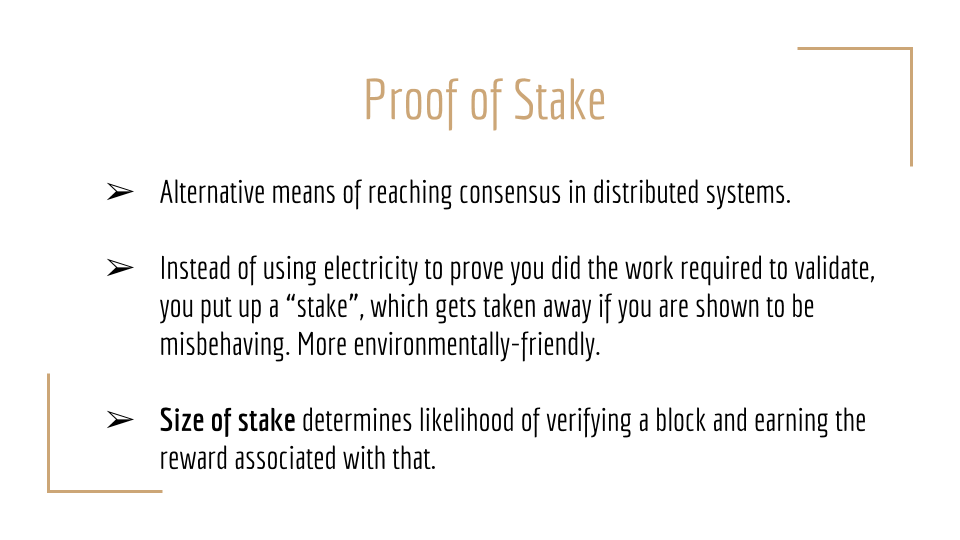 Proof of Stake
➢ Alternative means of reaching consensus in distributed systems.
➢ Instead of using electricity to prove you did the work required to validate,
you put up a “stake”, which gets taken away if you are shown to be
misbehaving. More environmentally-friendly.
➢ Size of stake determines likelihood of verifying a block and earning the
reward associated with that.